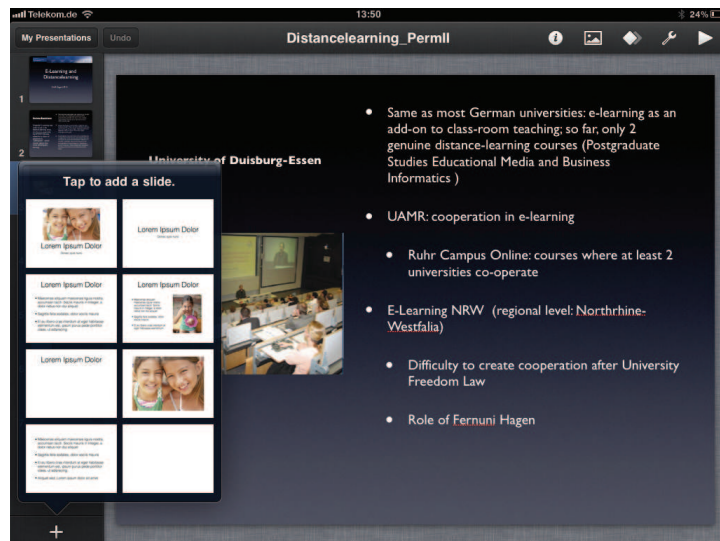 Telekom.de
13:50
24%
My Presentations
Undo
Distancelearning_PermII
1
E-Learning and
Distancelearning
2
Tap to add a slide.
Lorem Ipsum Dolor
Lorem Ipsum Dolor
Lorem Ipsum Dolor
Lorem Ipsum Dolor
Lorem Ipsum Dolor
University of Duisburg-Essen
• Same as most German universities: e-learning as an
add-on to class-room teaching; so far, only 2
genuine distance-learning courses (Postgraduate
Studies Educational Media and Business
Informatics )
• UAMR: cooperation in e-learning
• Ruhr Campus Online: courses where at least 2
universities co-operate
• E-Learning NRW (regional level: Northrhine-
Westfalia)
• Difficulty to create cooperation after University
Freedom Law
• Role of Fernuni Hagen